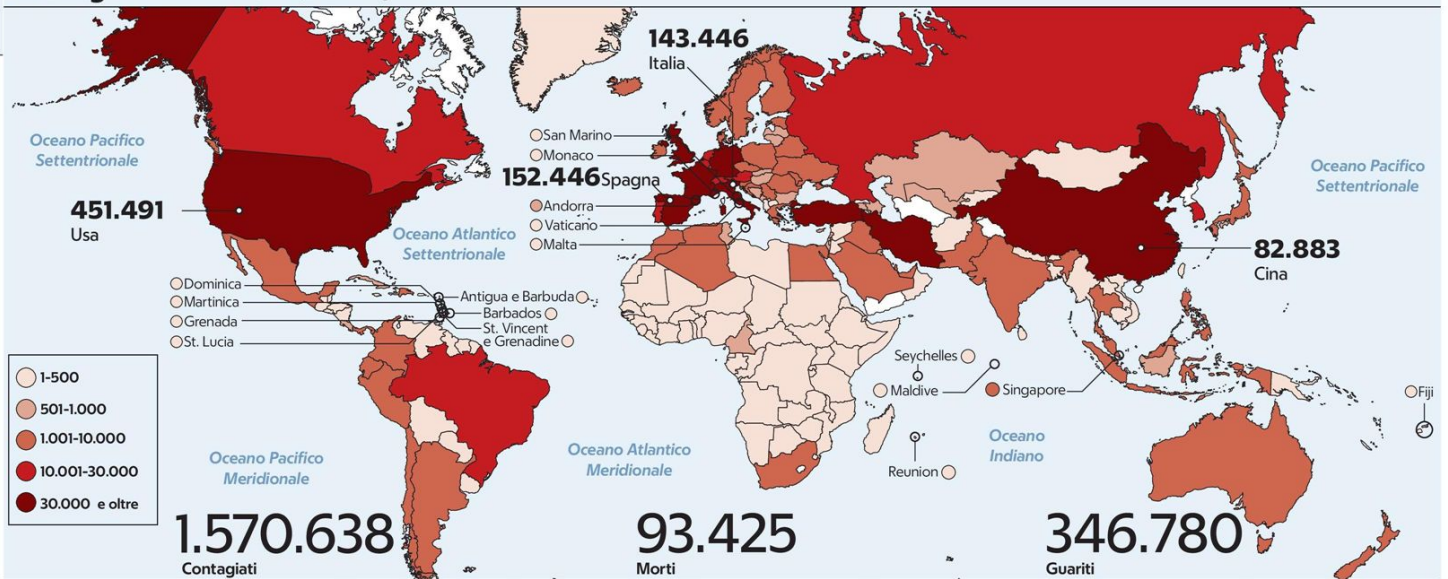 143.446
Italia
Oceano Pacifico
Settentrionale
San Marino
Monaco
152.446 Spagna
Andorra
Vaticano
Malta
Oceano Pacifico
Settentrionale
451.491
Usa
Oceano Atlantico
Settentrionale
82.883
Cina
Dominica
Martinica
Grenada
St. Lucia
Antigua e Barbuda
Barbados
St. Vincent
e Grenadine
Seychelles
Maldive
Singapore
Fiji
Reunion
1-500
501-1.000
1.001-10.000
10.001-30.000
30.000 e oltre
Oceano Pacifico
Meridionale
Oceano Atlantico
Meridionale
Oceano
Indiano
1.570.638
Contagiati
93.425
Morti
346.780
Guariti